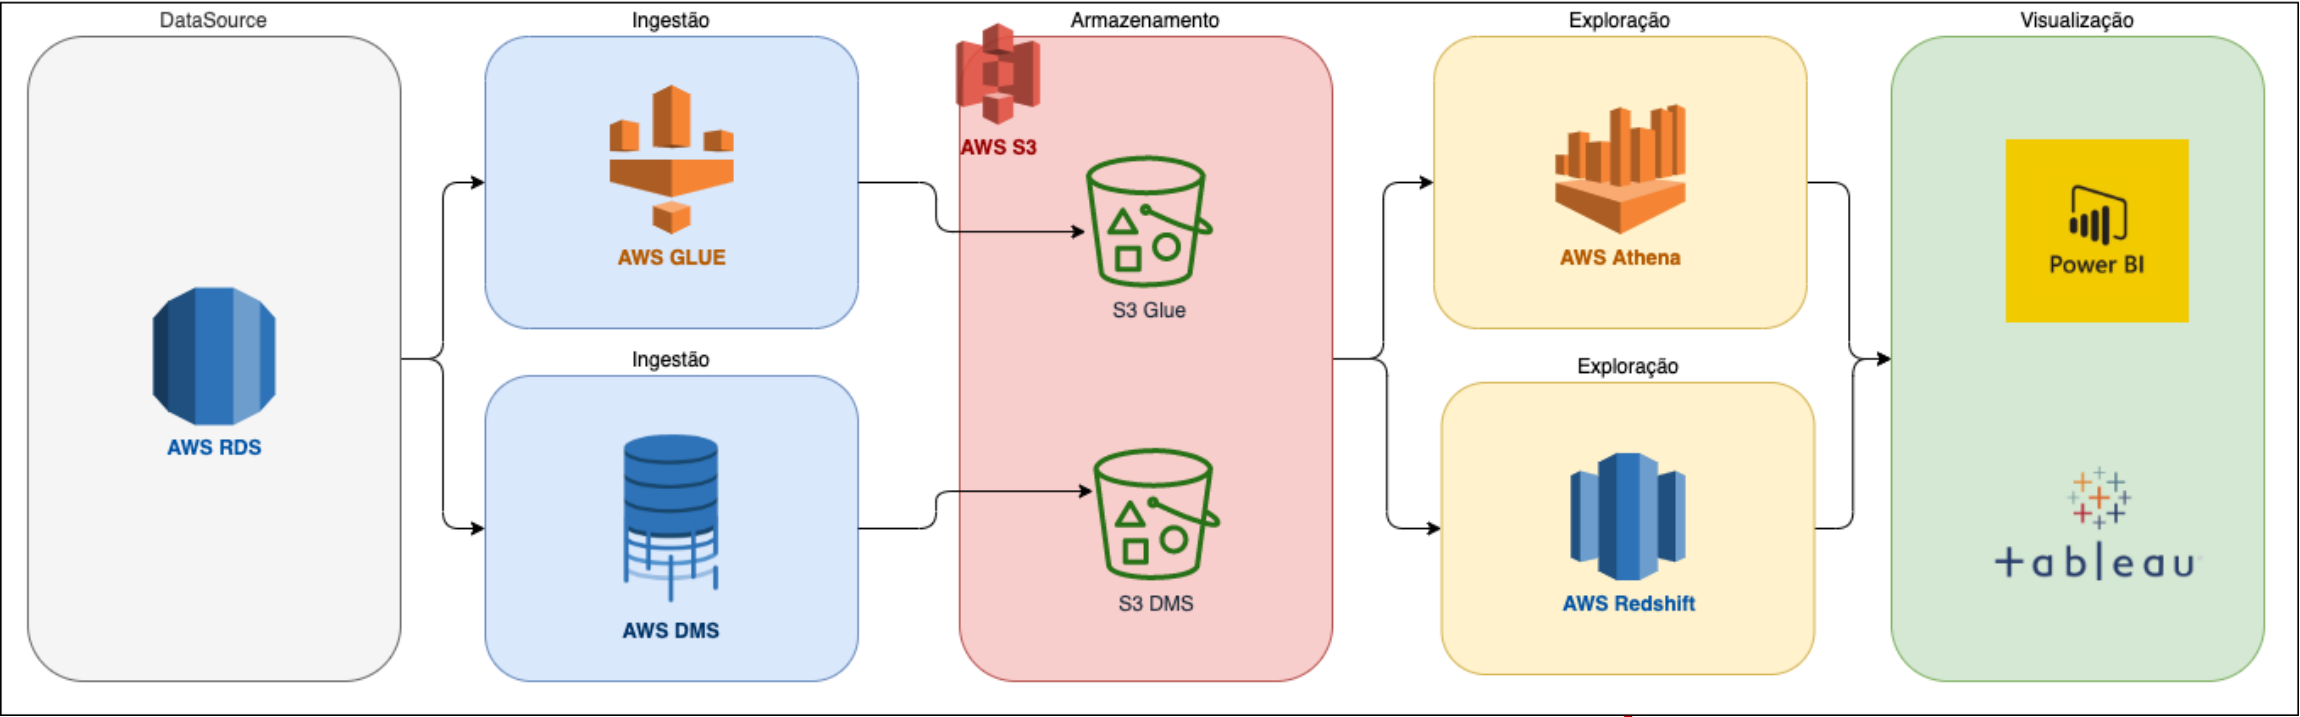 DataSource
AWS RDS
Ingestão
AWS GLUE
Ingestão
AWS DMS
Armazenamento
AWS S3
S3 Glue
S3 DMS
Exploração
AWS Athena
Exploração
AWS Redshift
Visualização
Power BI
+ableau